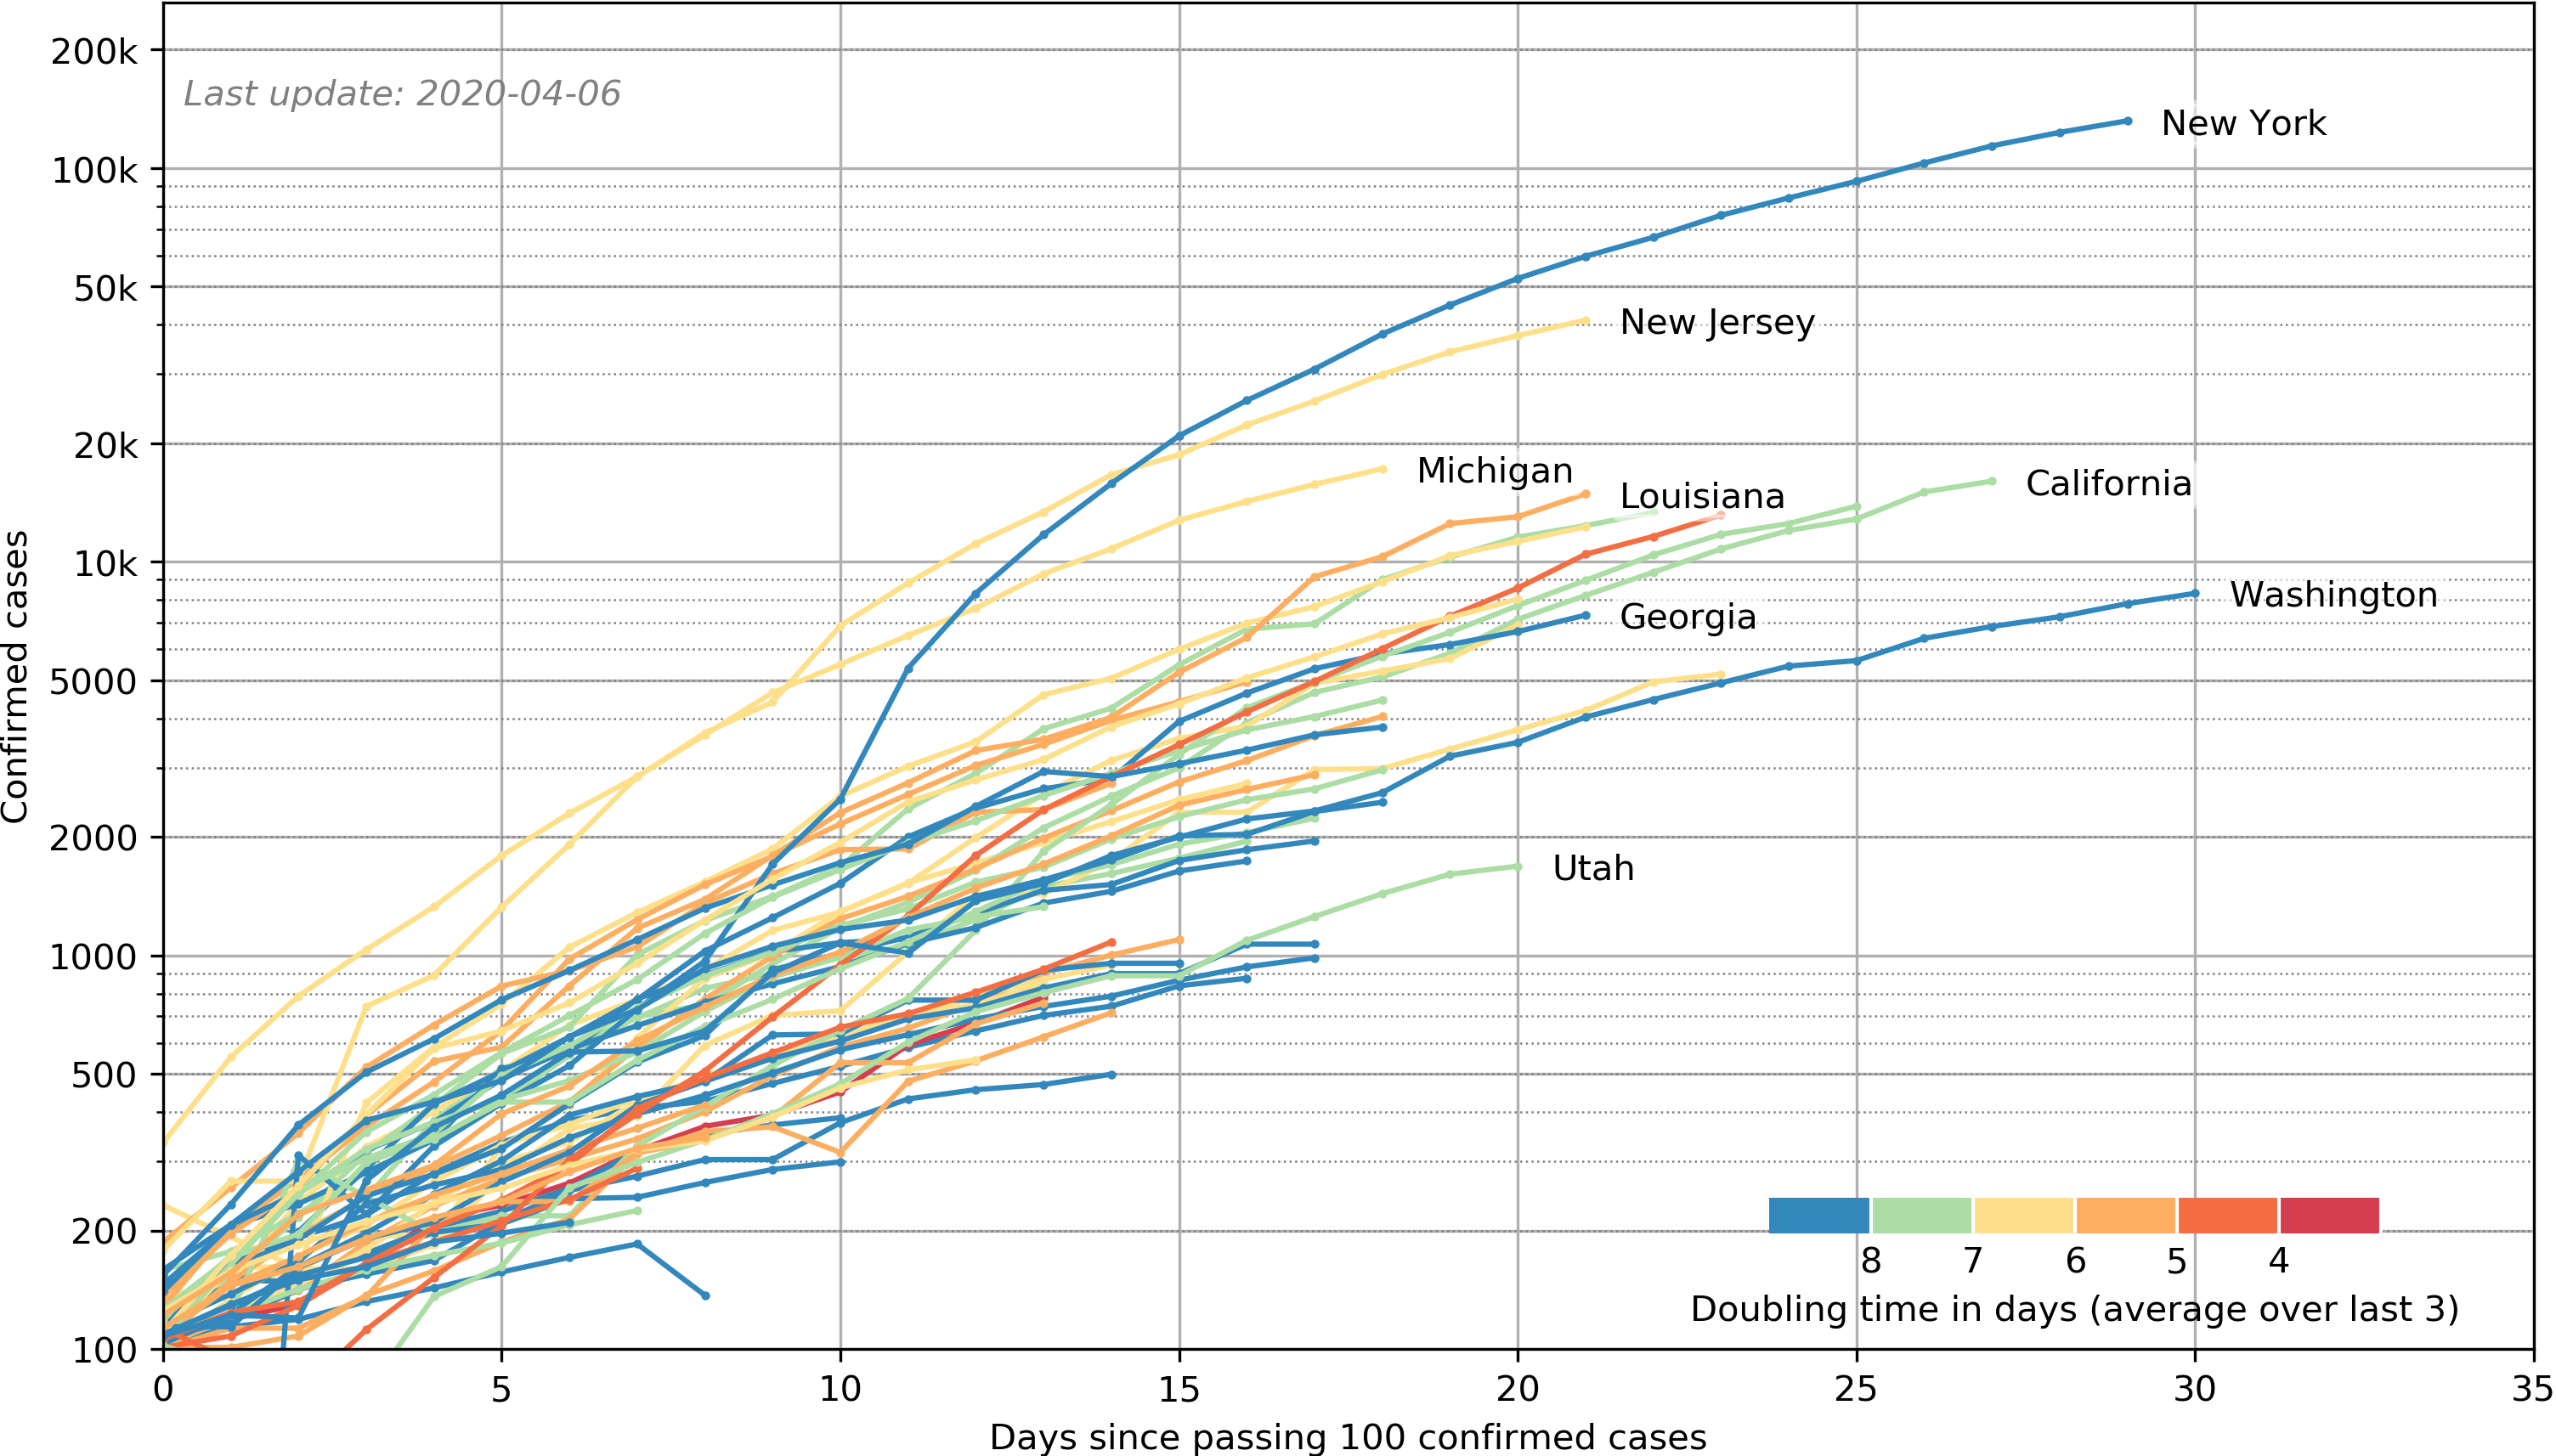 200k
Last update: 2020-04-06
New York
100k
50k
New Jersey
20k
Michigan
Louisiana
California
10k
Washington
Georgia
5000
Confirmed cases
2000
Utah
1000
500
200
8 7 6 5 4
Doubling time in days (average over last 3)
100
0 5 10 15 20 25 30 35
Days since passing 100 confirmed cases